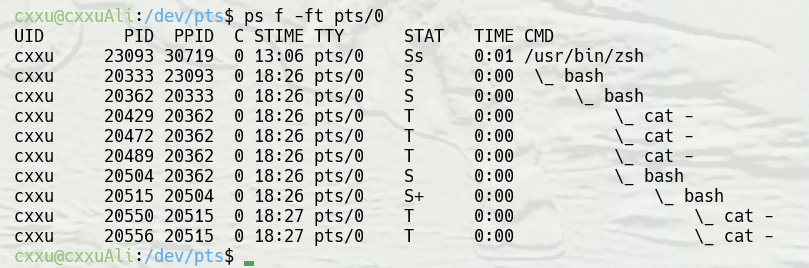 cxxu@cxxuAli:/dev/pts$ ps f -ft pts/0
UID        PID  PPID  C STIME TTY      STAT   TIME CMD
cxxu     23093 30719  0 13:06 pts/0    Ss     0:01 /usr/bin/zsh
cxxu     20333 23093  0 18:26 pts/0    S      0:00  \_ bash
cxxu     20362 20333  0 18:26 pts/0    S      0:00      \_ bash
cxxu     20429 20362  0 18:26 pts/0    T      0:00          \_ cat -
cxxu     20472 20362  0 18:26 pts/0    T      0:00          \_ cat -
cxxu     20489 20362  0 18:26 pts/0    T      0:00          \_ cat -
cxxu     20504 20362  0 18:26 pts/0    S      0:00          \_ bash
cxxu     20515 20504  0 18:26 pts/0    S+     0:00              \_ bash
cxxu     20550 20515  0 18:27 pts/0    T      0:00                  \_ cat -
cxxu     20556 20515  0 18:27 pts/0    T      0:00                  \_ cat -
cxxu@cxxuAli:/dev/pts$